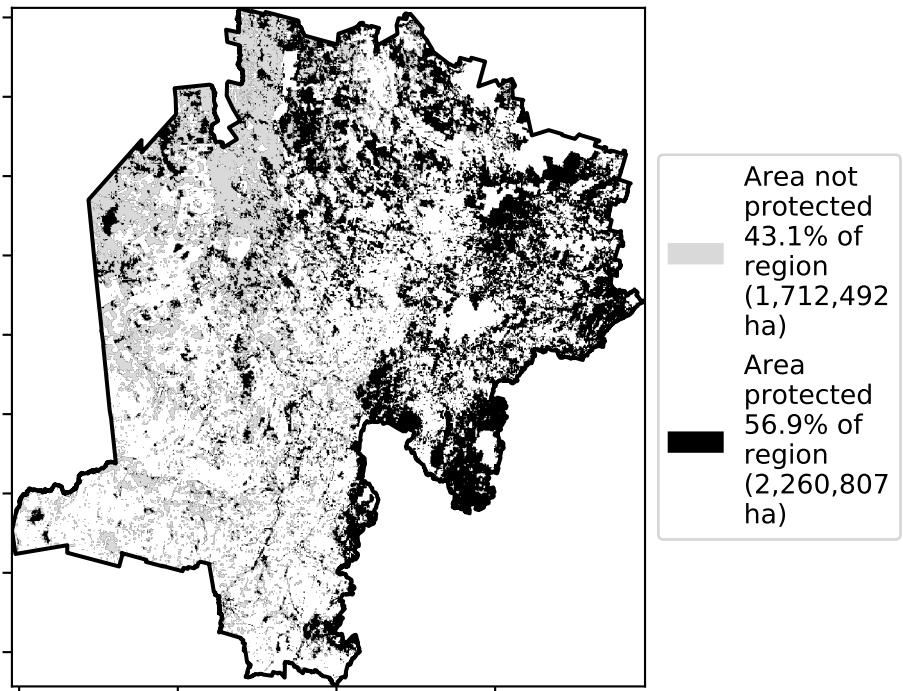 Area not
protected
43.1% of
region
(1,712,492
ha)
Area
protected
56.9% of
region
(2,260,807
ha)